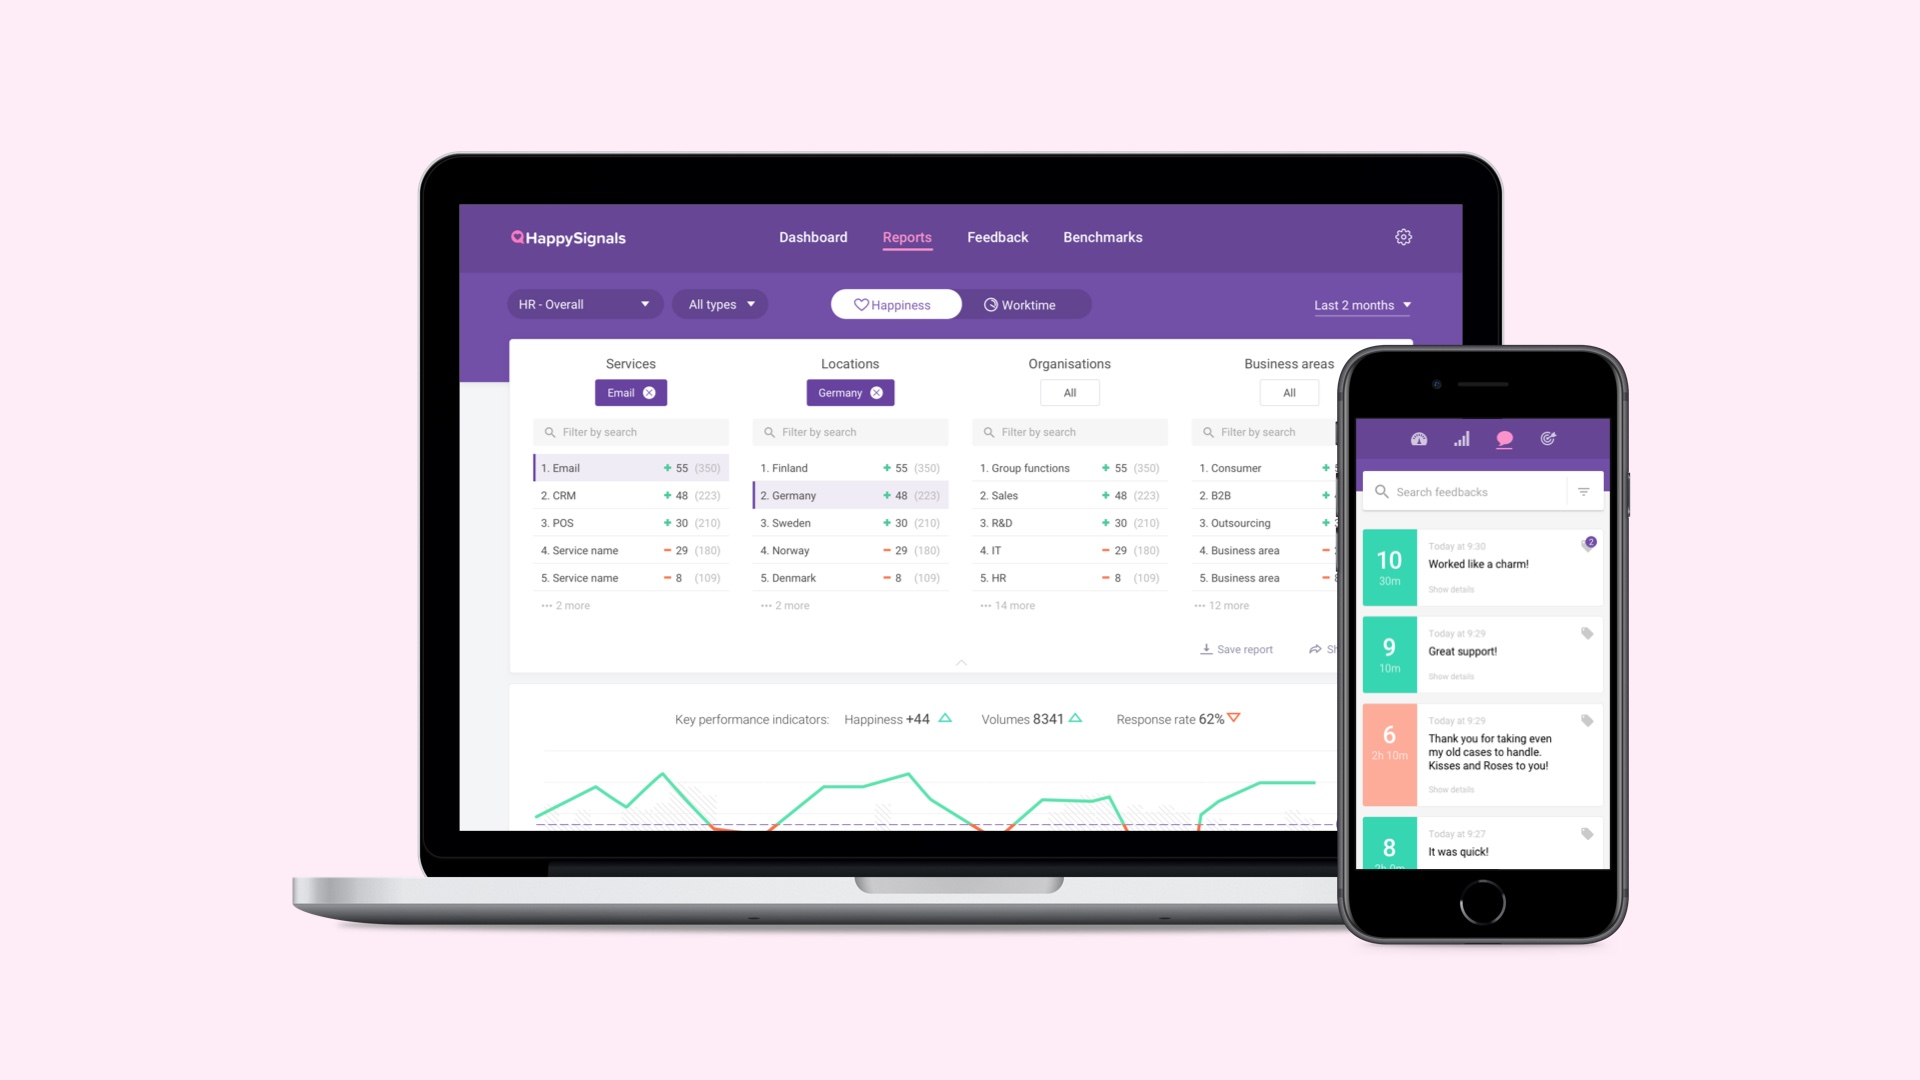 HappySignals
Dashboard Reports Feedback Benchmarks
HR - Overall All types Happiness Worktime Last 2 months
Services Locations Organisations Business areas
Email Germany All All
Filter by search Filter by search Filter by search Filter by search
1. Email + 55 (350) 1. Finland + 55 (350) 1. Group functions + 55 (350) 1. Consumer +
2. CRM + 48 (223) 2. Germany + 48 (223) 2. Sales + 48 (223) 2. B2B +
3. POS + 30 (210) 3. Sweden + 30 (210) 3. R&D + 30 (210) 3. Outsourcing +
4. Service name - 29 (180) 4. Norway - 29 (180) 4. IT - 29 (180) 4. Business area -
5. Service name - 8 (109) 5. Denmark - 8 (109) 5. HR - 8 (109) 5. Business area -
••• 2 more ••• 2 more ••• 14 more ••• 12 more
Save report
Key performance indicators: Happiness +44 Volumes 8341 Response rate 62%
Search feedbacks
10
30m
Today at 9:30
Worked like a charm!
Show details
2
9
10m
Today at 9:29
Great support!
Show details
6
2h 10m
Today at 9:29
Thank you for taking even
my old cases to handle.
Kisses and Roses to you!
Show details
8
Today at 9:27
It was quick!